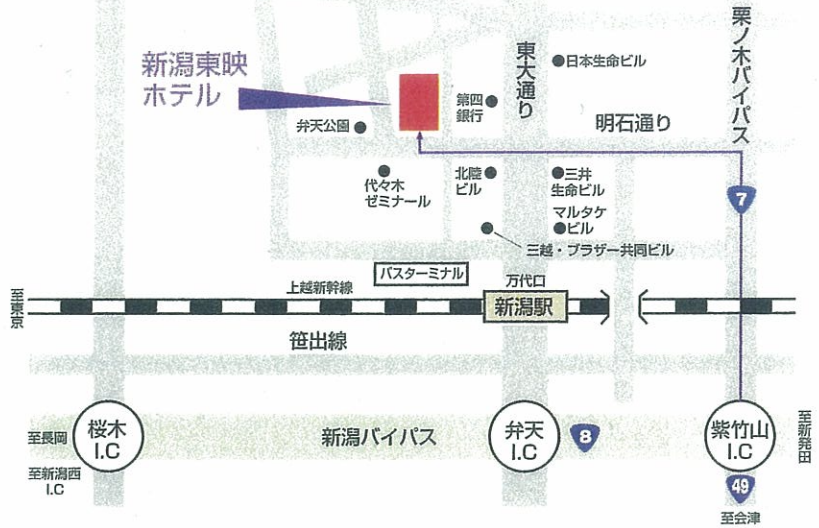 新潟東映
ホテル
弁天公園
第四
銀行
東大通り
日本生命ビル
栗ノ木バイパス
明石通り
代々木
ゼミナール
北陸
ビル
三井
生命ビル
マルタケ
ビル
三越・ブラザー共同ビル
7
バスターミナル
上越新幹線
万代口
新潟駅
至東京
笹出線
至長岡
至新潟西
I.C
桜木
I.C
新潟バイパス
弁天
I.C
8
紫竹山
I.C
至新発田
49
至会津